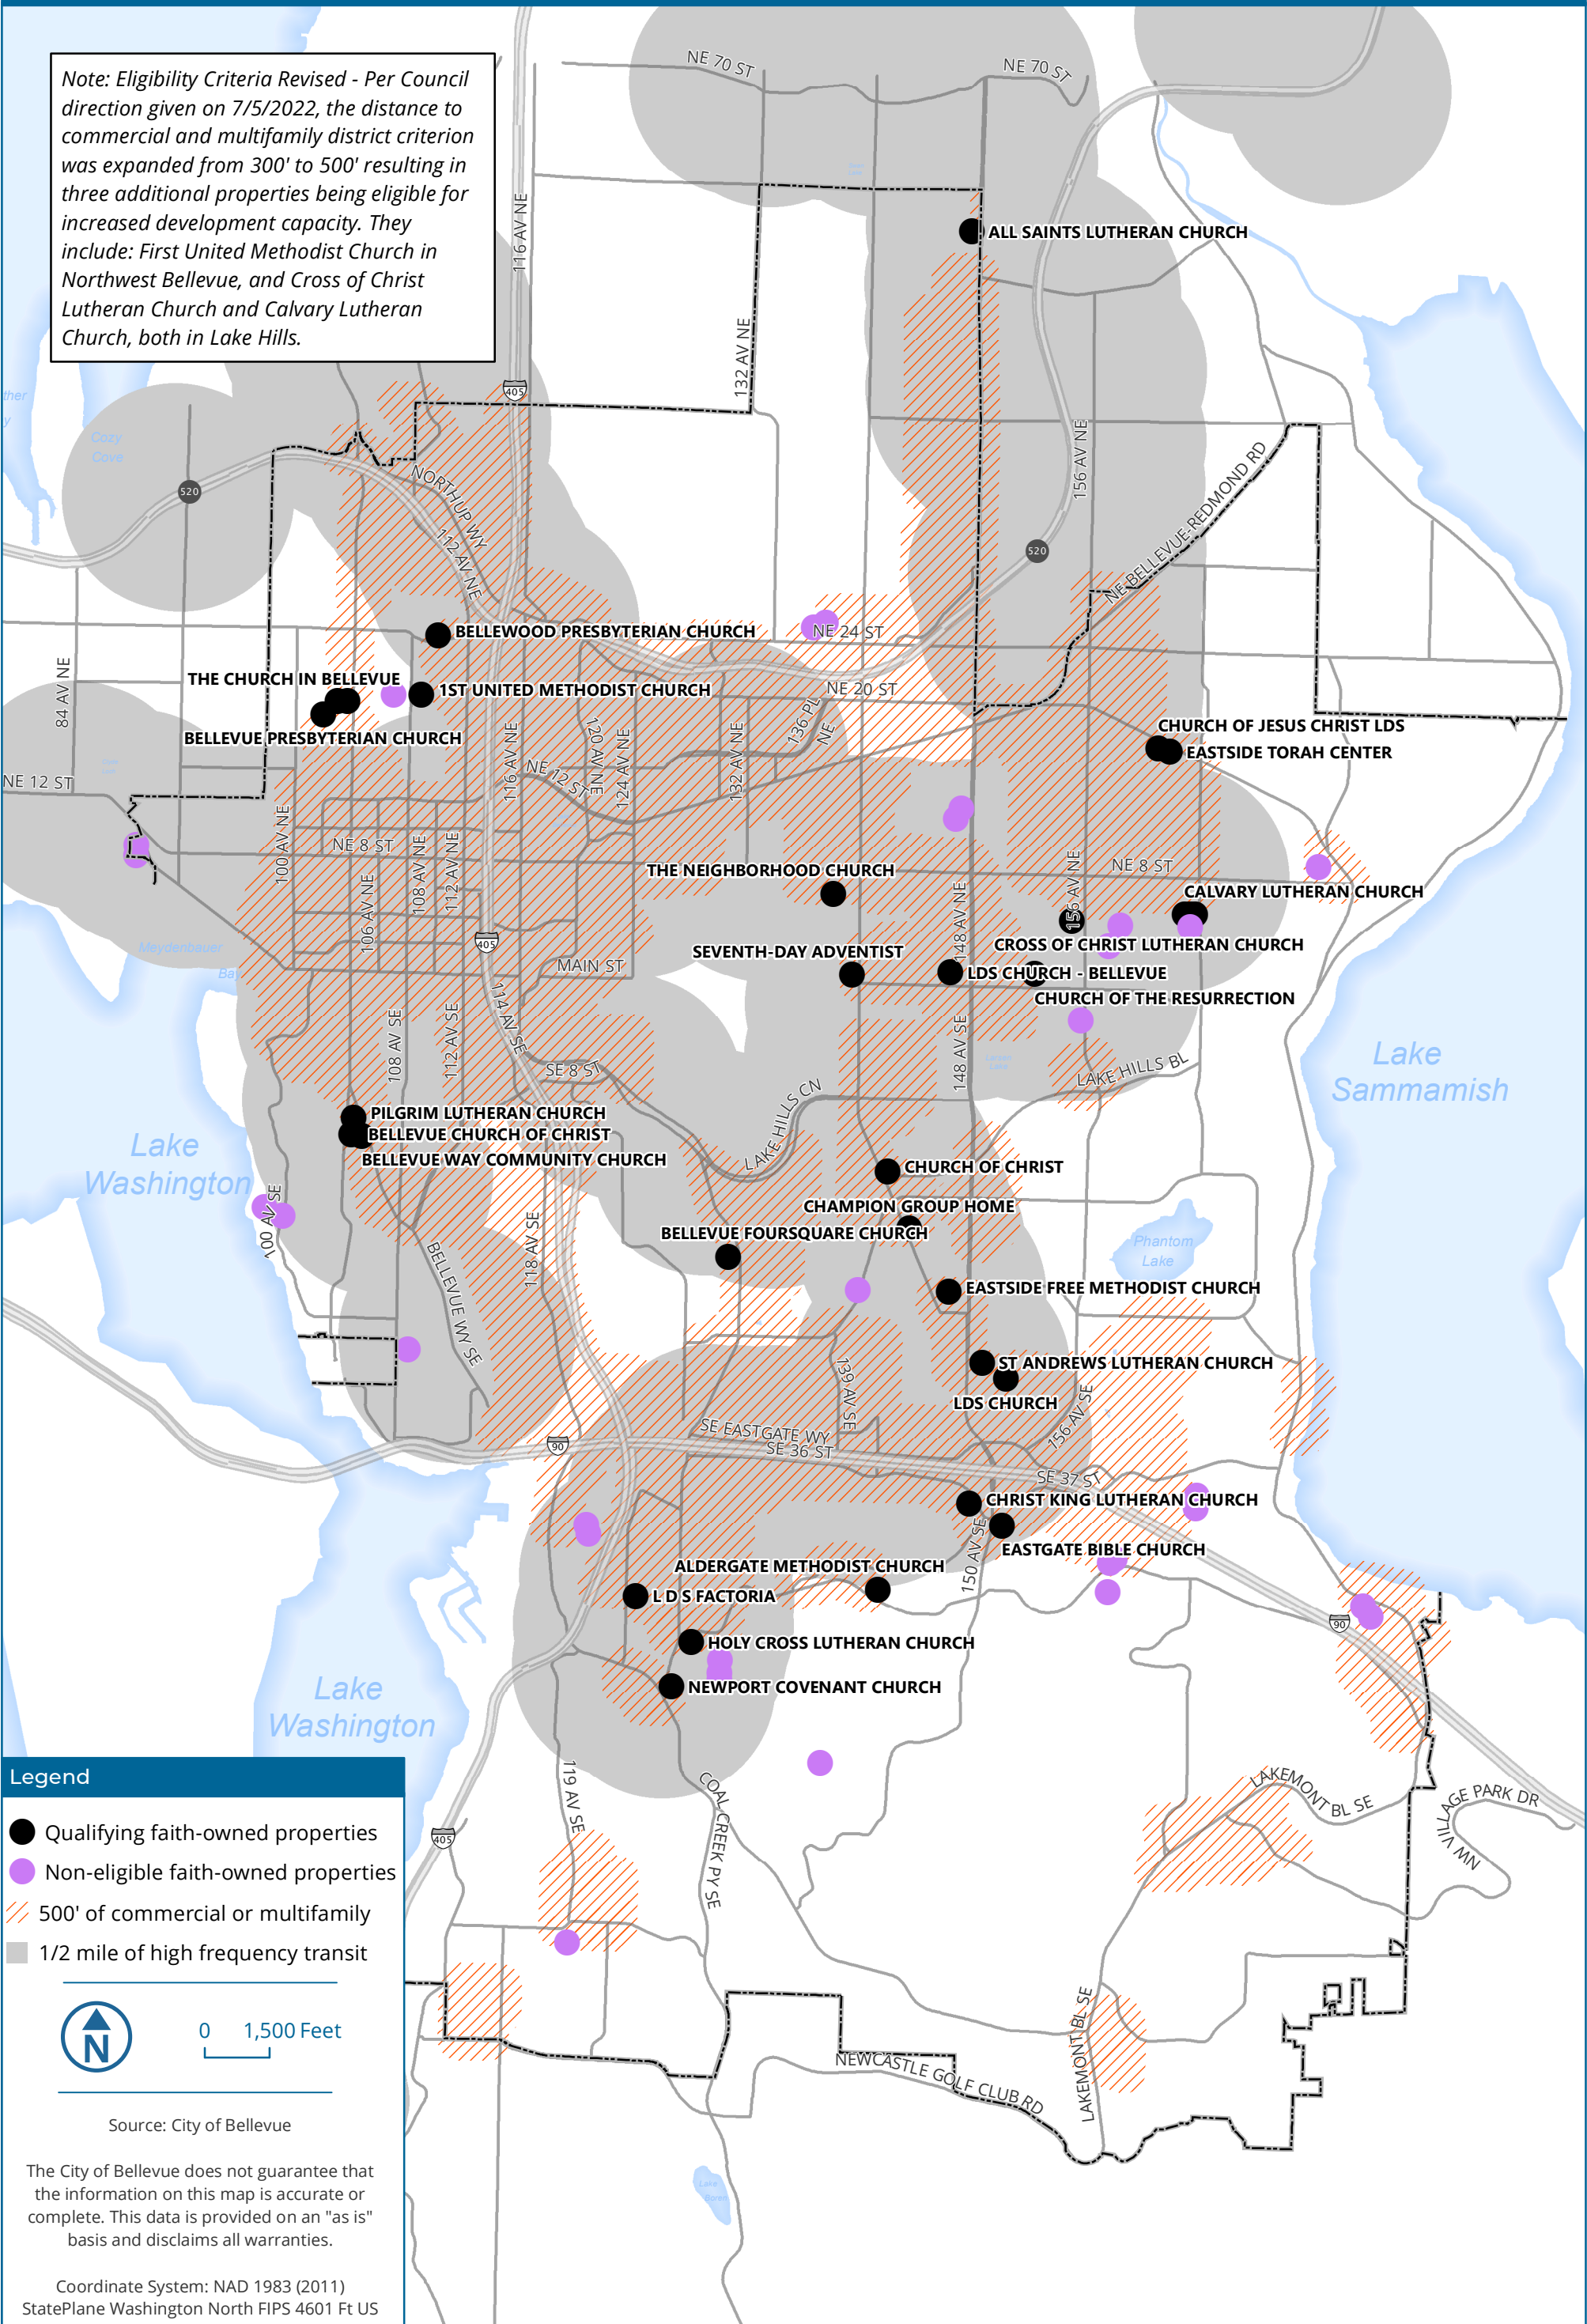 NE 70 ST
NE 70 ST
Note: Eligibility Criteria Revised - Per Council
direction given on 7/5/2022, the distance to
commercial and multifamily district criterion
was expanded from 300' to 500' resulting in
three additional properties being eligible for
increased development capacity. They
include: First United Methodist Church in
Northwest Bellevue, and Cross of Christ
Lutheran Church and Calvary Lutheran
Church, both in Lake Hills.
116 AV NE
ALL SAINTS LUTHERAN CHURCH
132 AV NE
405
Cozy
Cove
520
NORTHUP WY
112 AV NE
156 AV NE
NE BELLEVUE-REDMOND RD
520
BELLEWOOD PRESBYTERIAN CHURCH
NE 24 ST
84 AV NE
THE CHURCH IN BELLEVUE
1ST UNITED METHODIST CHURCH
NE 20 ST
BELLEVUE PRESBYTERIAN CHURCH
136 PL
NE
CHURCH OF JESUS CHRIST LDS
EASTSIDE TORAH CENTER
NE 12 ST
116 AV NE
NE 12 ST
120 AV NE
124 AV NE
132 AV NE
100 AV NE
NE 8 ST
108 AV NE
112 AV NE
106 AV NE
THE NEIGHBORHOOD CHURCH
NE 8 ST
148 AV NE
156 AV NE
CALVARY LUTHERAN CHURCH
CROSS OF CHRIST LUTHERAN CHURCH
Meydenbauer
Bay
405
MAIN ST
SEVENTH-DAY ADVENTIST
LDS CHURCH - BELLEVUE
CHURCH OF THE RESURRECTION
114 AV SE
108 AV SE
112 AV SE
SE 8 ST
148 AV SE
Larsen
Lake
LAKE HILLS BL
LAKE HILLS CN
Lake
Sammamish
PILGRIM LUTHERAN CHURCH
BELLEVUE CHURCH OF CHRIST
BELLEVUE WAY COMMUNITY CHURCH
Lake
Washington
100 AV SE
CHURCH OF CHRIST
CHAMPION GROUP HOME
BELLEVUE FOURSQUARE CHURCH
118 AV SE
BELLEVUE WY SE
Phantom
Lake
EASTSIDE FREE METHODIST CHURCH
ST ANDREWS LUTHERAN CHURCH
LDS CHURCH
139 AV SE
156 AV SE
90
SE EASTGATE WY
SE 36 ST
SE 37 ST
CHRIST KING LUTHERAN CHURCH
EASTGATE BIBLE CHURCH
150 AV SE
ALDERGATE METHODIST CHURCH
L D S FACTORIA
90
HOLY CROSS LUTHERAN CHURCH
NEWPORT COVENANT CHURCH
Lake
Washington
119 AV SE
COAL CREEK PY SE
LAKEMONT BL SE
NW VILLAGE PARK DR
405
LAKEMONT BL SE
NEWCASTLE GOLF CLUB RD
Lake
Boren
Legend
Qualifying faith-owned properties
Non-eligible faith-owned properties
500' of commercial or multifamily
1/2 mile of high frequency transit
N
0 1,500 Feet
Source: City of Bellevue
The City of Bellevue does not guarantee that
the information on this map is accurate or
complete. This data is provided on an "as is"
basis and disclaims all warranties.
Coordinate System: NAD 1983 (2011)
StatePlane Washington North FIPS 4601 Ft US